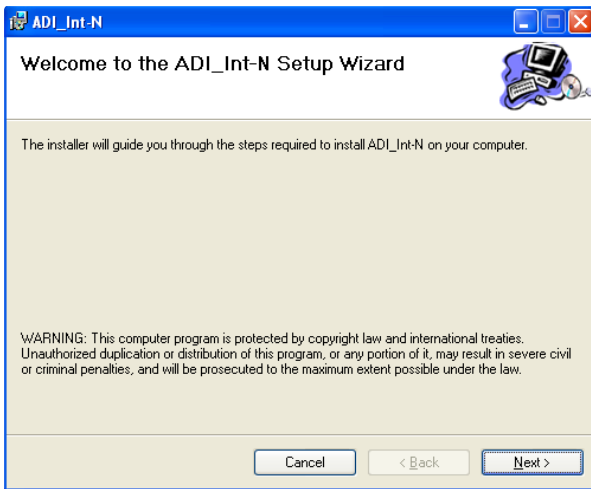 ADI_Int-N
Welcome to the ADI_Int-N Setup Wizard
The installer will guide you through the steps required to install ADI_Int-N on your computer.
WARNING: This computer program is protected by copyright law and international treaties.
Unauthorized duplication or distribution of this program, or any portion of it, may result in severe civil
or criminal penalties, and will be prosecuted to the maximum extent possible under the law.
Cancel
< Back
Next >